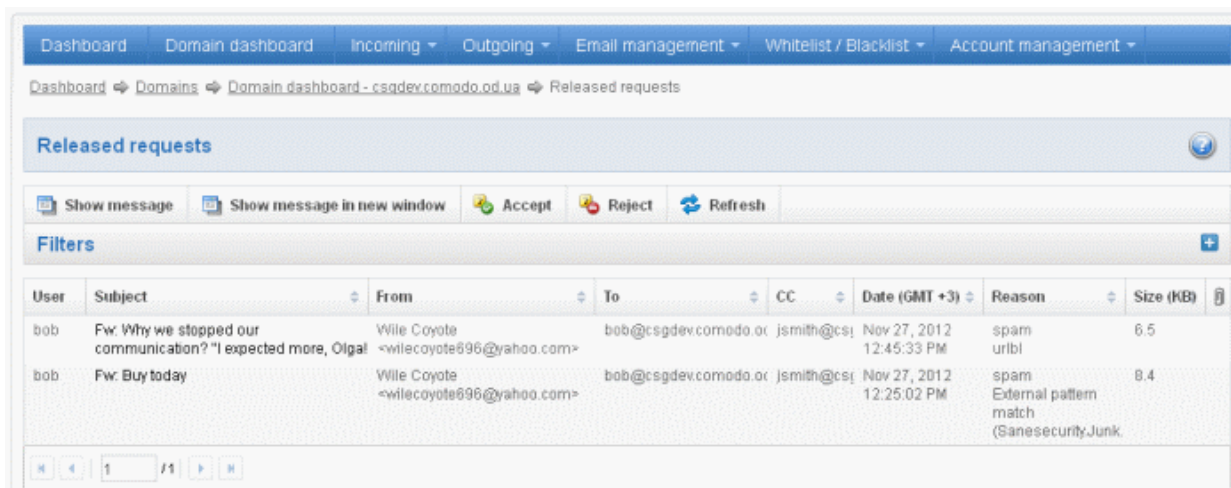 Dashboard Domain dashboard Incoming Outgoing Email management Whitelist / Blacklist Account management
Dashboard Domains Domain dashboard - csgdev.comodo.od.ua Released requests
Released requests
Show message Show message in new window Accept Reject Refresh
Filters
User Subject From To CC Date (GMT +3) Reason Size (KB)
bob Fw: Why we stopped our Wile Coyote bob@csgdev.comodo.oc jsmith@csg Nov 27, 2012 spam 6.5
communication? "I expected more, Olga! <wilecoyote696@yahoo.com> 12:45:33 PM urlbl
bob Fw: Buy today Wile Coyote bob@csgdev.comodo.oc jsmith@csg Nov 27, 2012 spam 8.4
<wilecoyote696@yahoo.com> 12:25:02 PM External pattern
match
(Sanesecurity.Junk.
1 / 1